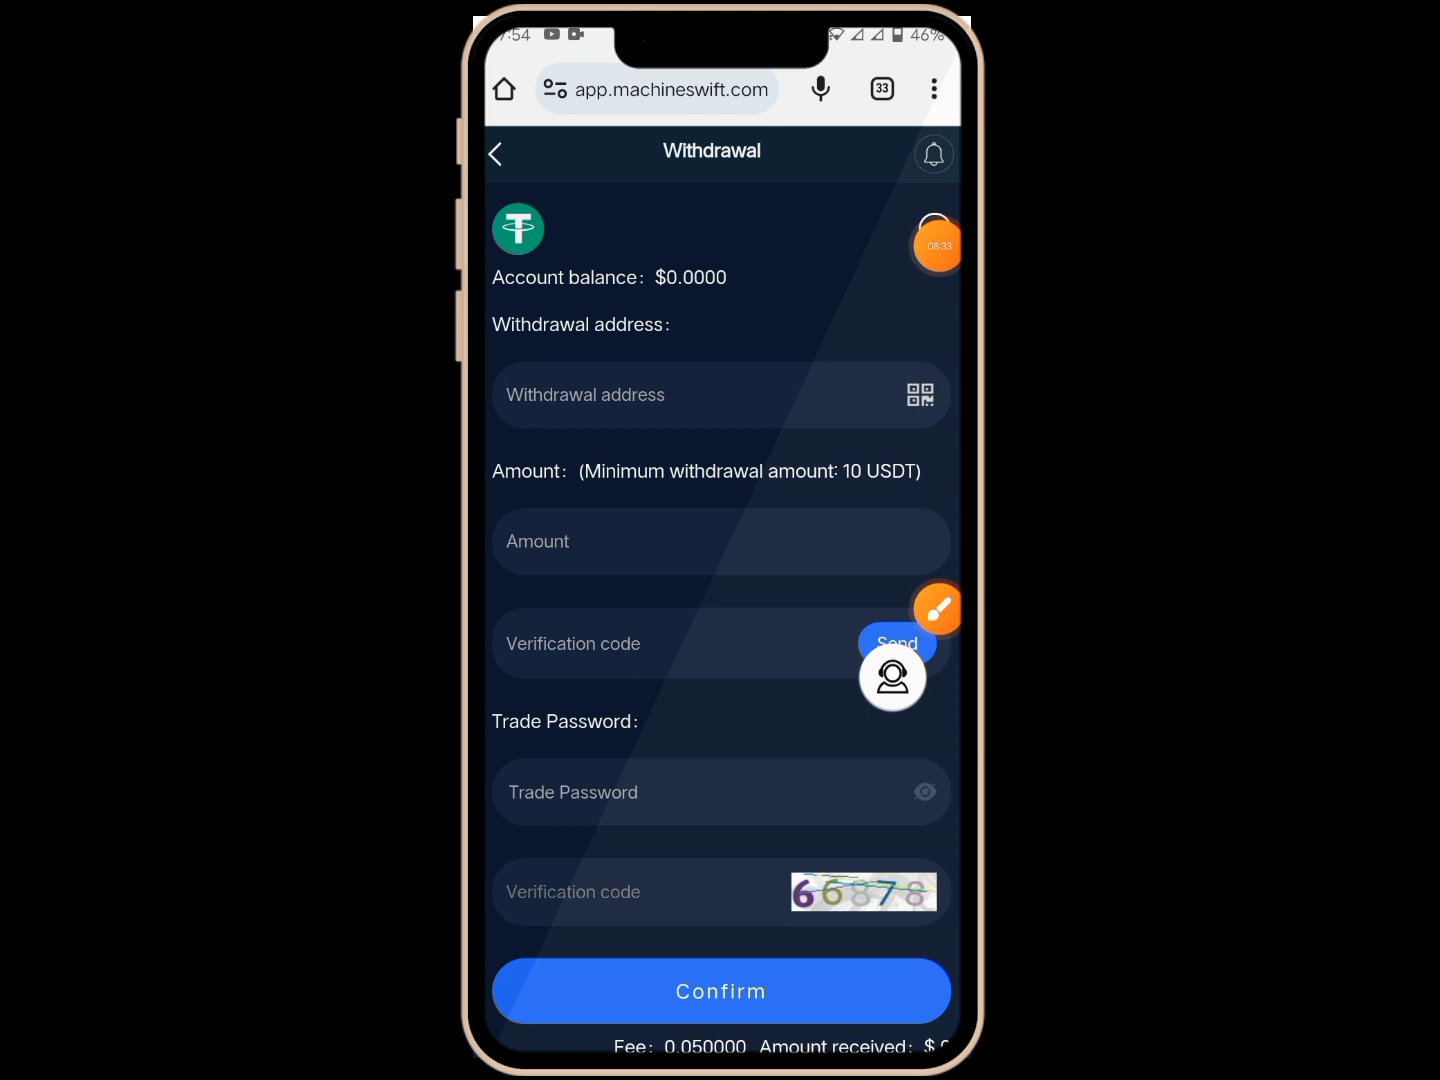 7:54 46%
app.machineswift.com 33
Withdrawal
08:33
Account balance: $0.0000
Withdrawal address:
Withdrawal address
Amount: (Minimum withdrawal amount: 10 USDT)
Amount
Verification code Send
Trade Password:
Trade Password
Verification code 66878
Confirm
Fee: 0.050000 Amount received: $